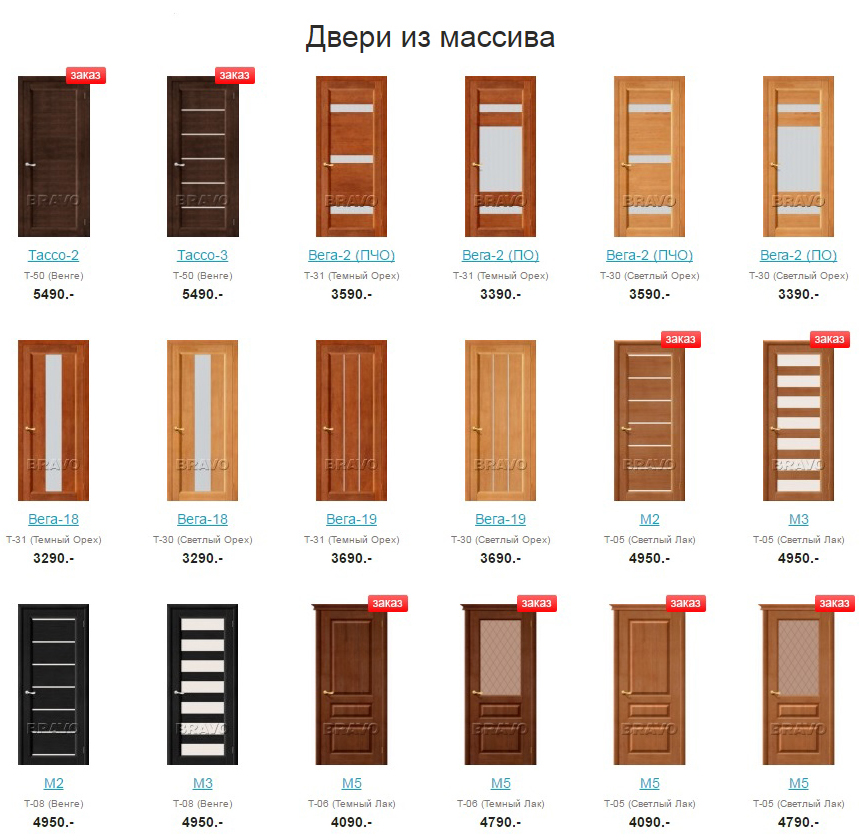 Двери из массива
заказ заказ
BRAVO BRAVO BRAVO BRAVO BRAVO BRAVO
Тассо-2 Тассо-3 Вега-2 (ПЧО) Вега-2 (ПО) Вега-2 (ПЧО) Вега-2 (ПО)
Т-50 (Венге) Т-50 (Венге) Т-31 (Темный Орех) Т-31 (Темный Орех) Т-30 (Светлый Орех) Т-30 (Светлый Орех)
5490.- 5490.- 3590.- 3390.- 3590.- 3390.-
заказ заказ
BRAVO BRAVO BRAVO BRAVO BRAVO BRAVO
Вега-18 Вега-18 Вега-19 Вега-19 М2 М3
Т-31 (Темный Орех) Т-30 (Светлый Орех) Т-31 (Темный Орех) Т-30 (Светлый Орех) Т-05 (Светлый Лак) Т-05 (Светлый Лак)
3290.- 3290.- 3690.- 3690.- 4950.- 4950.-
заказ заказ заказ заказ
BRAVO BRAVO BRAVO BRAVO BRAVO BRAVO
М2 М3 М5 М5 М5 М5
Т-08 (Венге) Т-08 (Венге) Т-06 (Темный Лак) Т-06 (Темный Лак) Т-05 (Светлый Лак) Т-05 (Светлый Лак)
4950.- 4950.- 4090.- 4790.- 4090.- 4790.-